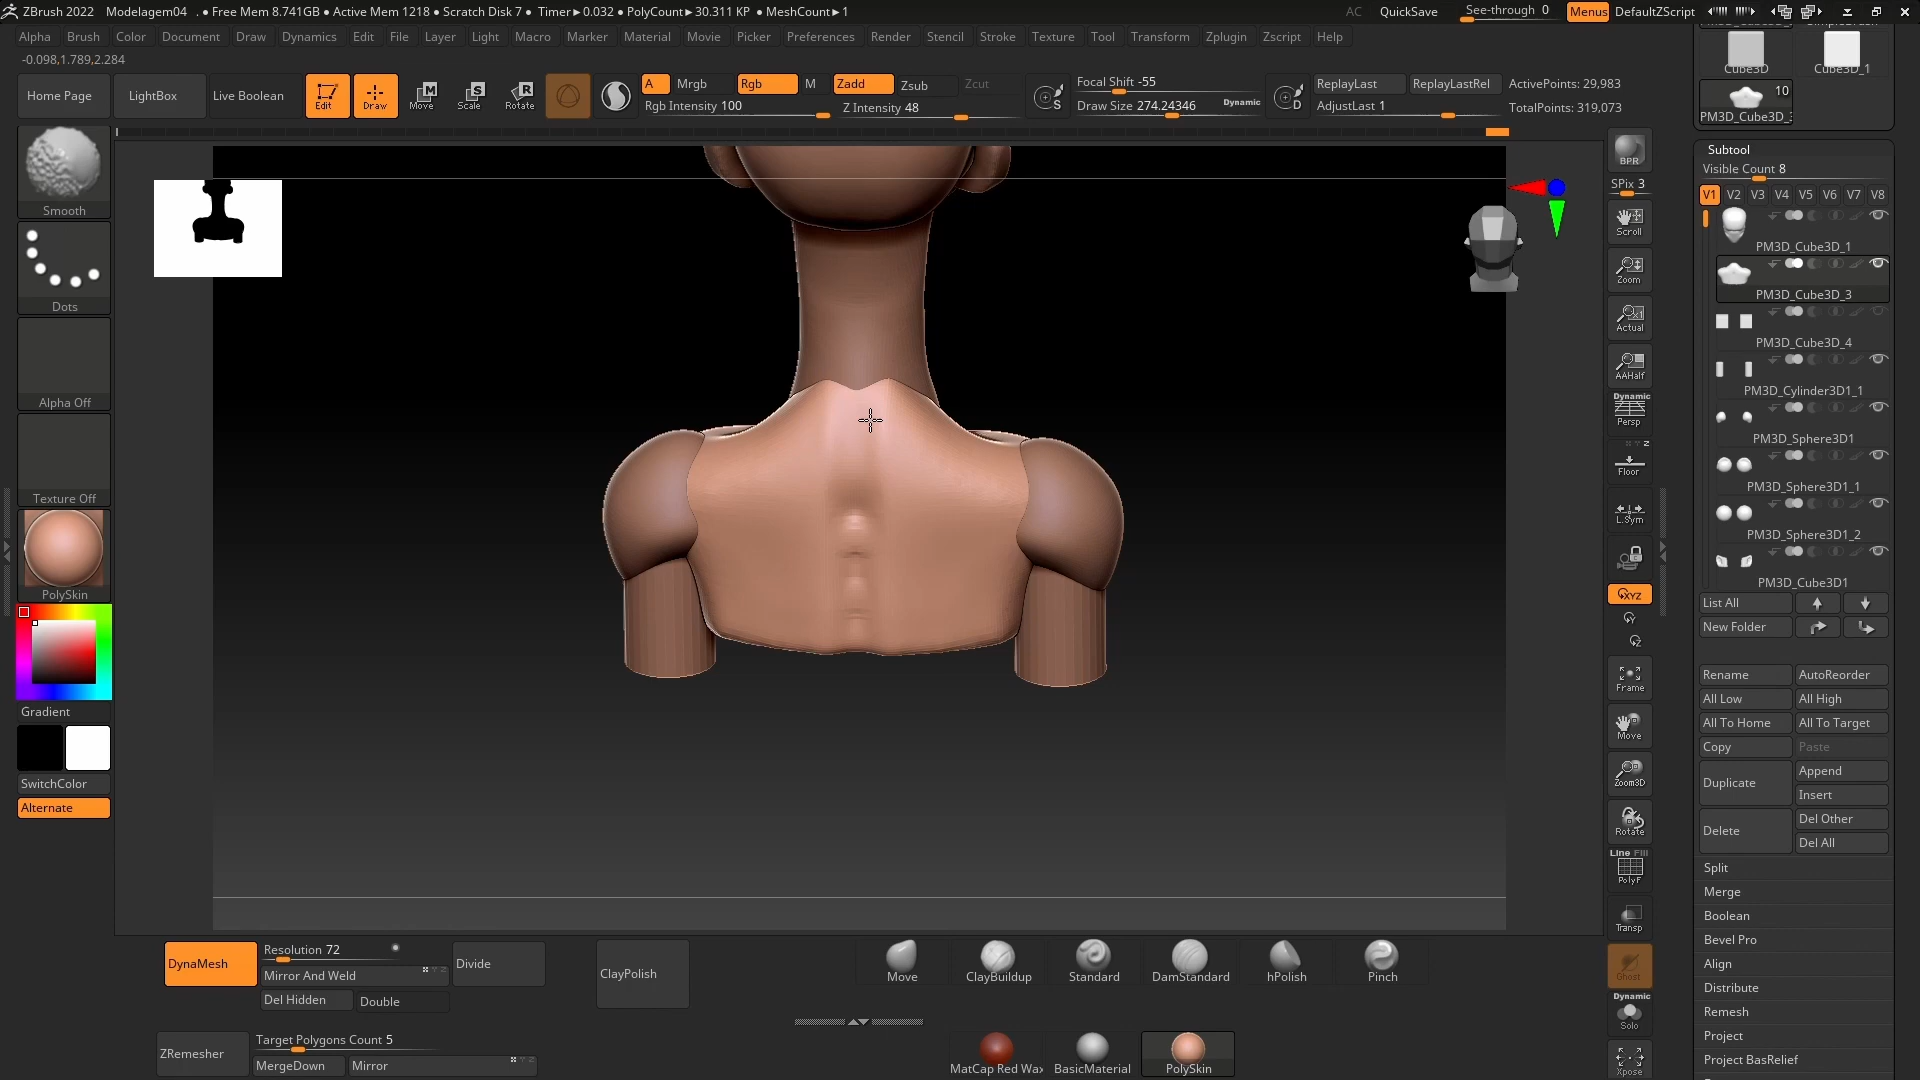 ZBrush 2022 Modelagem04 . ● Free Mem 8.741GB ● Active Mem 1218 ● Scratch Disk 7 ● Timer▶0.032 ● PolyCount▶30.311 KP ● MeshCount▶1
AC QuickSave See-through 0 Menus DefaultZScript
Alpha Brush Color Document Draw Dynamics Edit File Layer Light Macro Marker Material Movie Picker Preferences Render Stencil Stroke Texture Tool Transform Zplugin Zscript Help
-0.098,1.789,2.284
Home Page LightBox Live Boolean Edit Draw Move Scale Rotate
A Mrgb Rgb M Zadd Zsub Zcut
Rgb Intensity 100 Z Intensity 48
Focal Shift -55
Draw Size 274.24346 Dynamic
ReplayLast ReplayLastRel ActivePoints: 29,983
AdjustLast 1 TotalPoints: 319,073
Smooth
Dots
Alpha Off
Texture Off
PolySkin
Gradient
SwitchColor
Alternate
BPR
SPix 3
Scroll
Zoom
Actual
AAHalf
Dynamic
Persp
Floor
L.Sym
XYZ
Frame
Move
Zoom3D
Rotate
Line Fill
PolyF
Transp
Ghost
Dynamic
Solo
Xpose
Cube3D Cube3D_1
10
Subtool
Visible Count 8
V1 V2 V3 V4 V5 V6 V7 V8
PM3D_Cube3D_1
PM3D_Cube3D_3
PM3D_Cube3D_4
PM3D_Cylinder3D1_1
PM3D_Sphere3D1
PM3D_Sphere3D1_1
PM3D_Sphere3D1_2
PM3D_Cube3D1
List All
New Folder
Rename AutoReorder
All Low All High
All To Home All To Target
Copy Paste
Duplicate Append
Insert
Delete Del Other
Del All
Split
Merge
Boolean
Bevel Pro
Align
Distribute
Remesh
Project
Project BasRelief
DynaMesh Resolution 72 Divide ClayPolish
Mirror And Weld
Del Hidden Double
Move ClayBuildup Standard DamStandard hPolish Pinch
ZRemesher Target Polygons Count 5
MergeDown Mirror
MatCap Red Wax BasicMaterial PolySkin